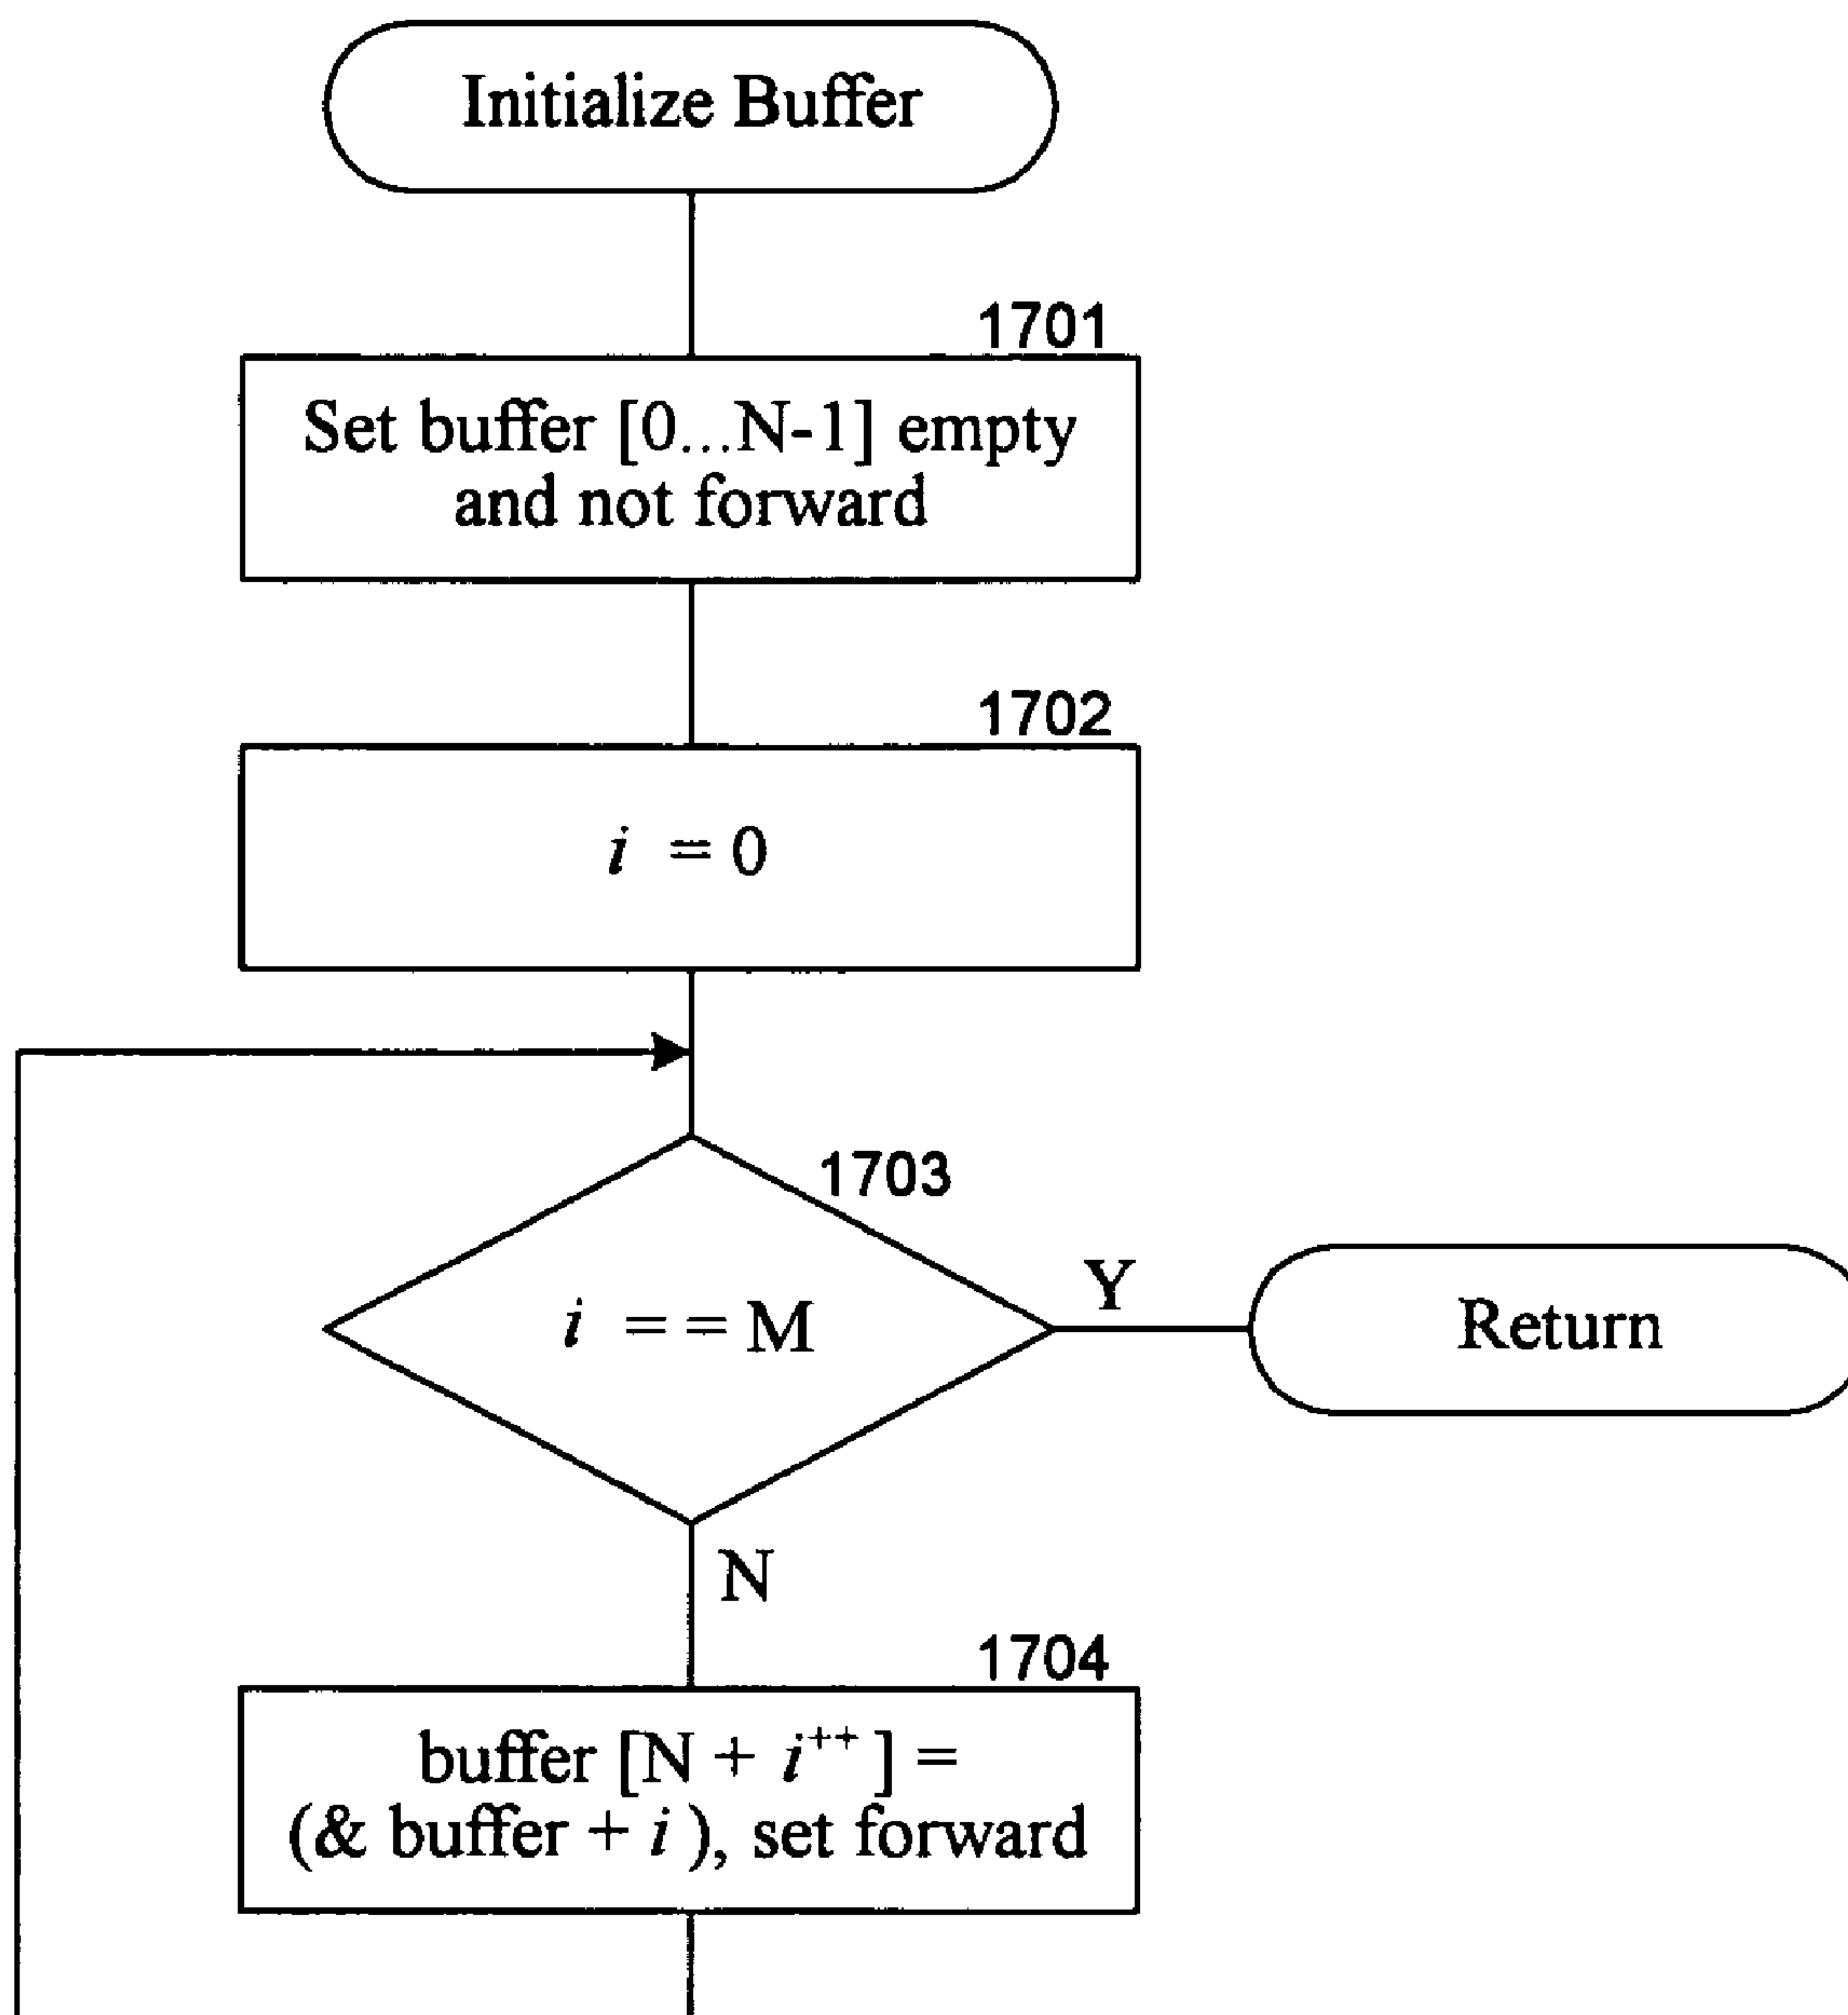 Initialize Buffer
1701
Set buffer [0...N-1] empty
and not forward
1702
i = 0
1703
i = = M
Y
Return
N
1704
buffer [N + i++ ] =
(& buffer + i ), set forward